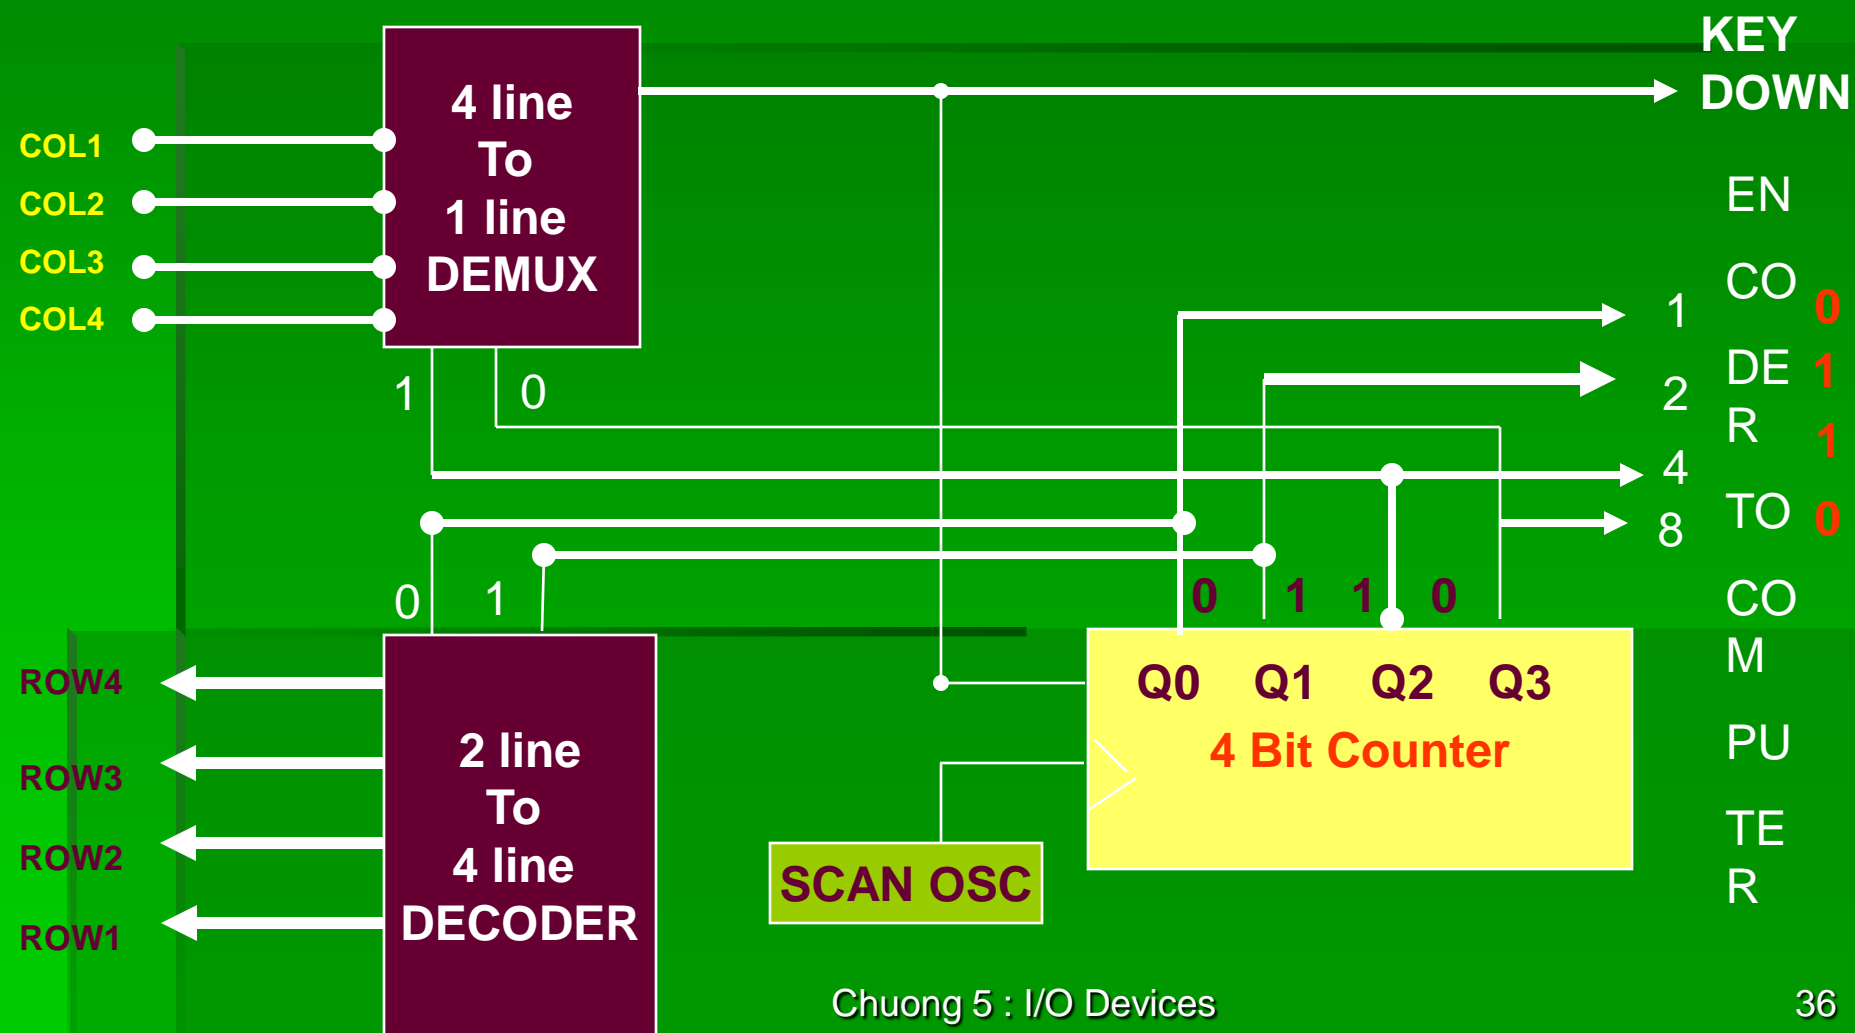 KEY
DOWN
4 line
To
1 line
DEMUX
COL1
COL2
COL3
COL4
1
0
EN
CO
DE
R
TO
CO
M
PU
TE
R
1
2
4
8
0
1
1
0
0
1
0 1 1 0
Q0 Q1 Q2 Q3
4 Bit Counter
ROW4
ROW3
ROW2
ROW1
2 line
To
4 line
DECODER
SCAN OSC
Chuong 5 : I/O Devices
36